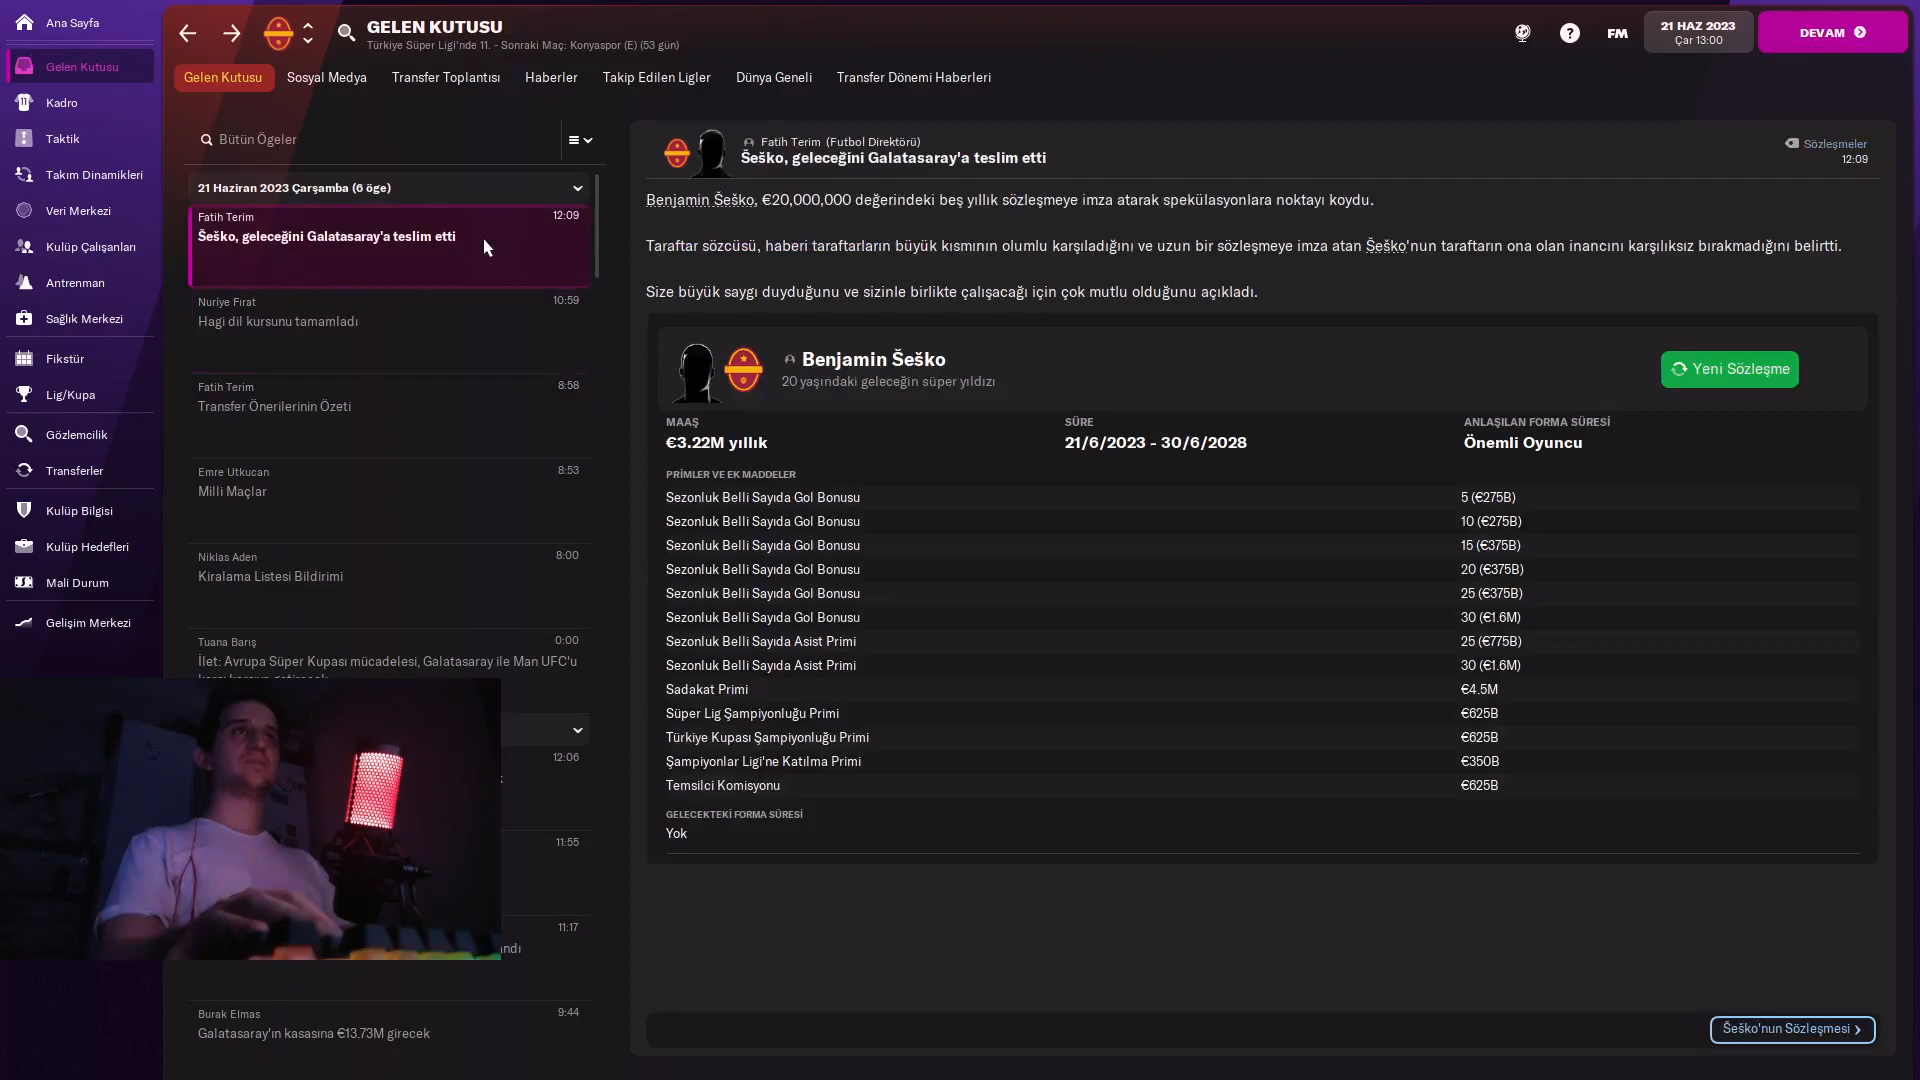 Ana Sayfa
Gelen Kutusu
Kadro
Taktik
Takım Dinamikleri
Veri Merkezi
Kulüp Çalışanları
Antrenman
Sağlık Merkezi
Fikstür
Lig/Kupa
Gözlemcilik
Transferler
Kulüp Bilgisi
Kulüp Hedefleri
Mali Durum
Gelişim Merkezi
GELEN KUTUSU
Türkiye Süper Ligi'nde 11. - Sonraki Maç: Konyaspor (E) (53 gün)
FM
21 HAZ 2023
Çar 13:00
DEVAM
Gelen Kutusu
Sosyal Medya
Transfer Toplantısı
Haberler
Takip Edilen Ligler
Dünya Geneli
Transfer Dönemi Haberleri
Bütün Ögeler
21 Haziran 2023 Çarşamba (6 öge)
Fatih Terim 12:09
Šeško, geleceğini Galatasaray'a teslim etti
Nuriye Fırat 10:59
Hagi dil kursunu tamamladı
Fatih Terim 8:58
Transfer Önerilerinin Özeti
Emre Utkucan 8:53
Milli Maçlar
Niklas Aden 8:00
Kiralama Listesi Bildirimi
Tuana Barış 0:00
İlet: Avrupa Süper Kupası mücadelesi, Galatasaray ile Man UFC'u
12:06
11:55
11:17
Burak Elmas 9:44
Galatasaray'ın kasasına €13.73M girecek
Fatih Terim (Futbol Direktörü)
Šeško, geleceğini Galatasaray'a teslim etti
Sözleşmeler
12:09
Benjamin Šeško, €20,000,000 değerindeki beş yıllık sözleşmeye imza atarak spekülasyonlara noktayı koydu.
Taraftar sözcüsü, haberi taraftarların büyük kısmının olumlu karşıladığını ve uzun bir sözleşmeye imza atan Šeško'nun taraftarın ona olan inancını karşılıksız bırakmadığını belirtti.
Size büyük saygı duyduğunu ve sizinle birlikte çalışacağı için çok mutlu olduğunu açıkladı.
Benjamin Šeško
20 yaşındaki geleceğin süper yıldızı
Yeni Sözleşme
MAAŞ
€3.22M yıllık
SÜRE
21/6/2023 - 30/6/2028
ANLAŞILAN FORMA SÜRESİ
Önemli Oyuncu
PRİMLER VE EK MADDELER
Sezonluk Belli Sayıda Gol Bonusu 5 (€275B)
Sezonluk Belli Sayıda Gol Bonusu 10 (€275B)
Sezonluk Belli Sayıda Gol Bonusu 15 (€375B)
Sezonluk Belli Sayıda Gol Bonusu 20 (€375B)
Sezonluk Belli Sayıda Gol Bonusu 25 (€375B)
Sezonluk Belli Sayıda Gol Bonusu 30 (€1.6M)
Sezonluk Belli Sayıda Asist Primi 25 (€775B)
Sezonluk Belli Sayıda Asist Primi 30 (€1.6M)
Sadakat Primi €4.5M
Süper Lig Şampiyonluğu Primi €625B
Türkiye Kupası Şampiyonluğu Primi €625B
Şampiyonlar Ligi'ne Katılma Primi €350B
Temsilci Komisyonu €625B
GELECEKTEKİ FORMA SÜRESİ
Yok
Šeško'nun Sözleşmesi